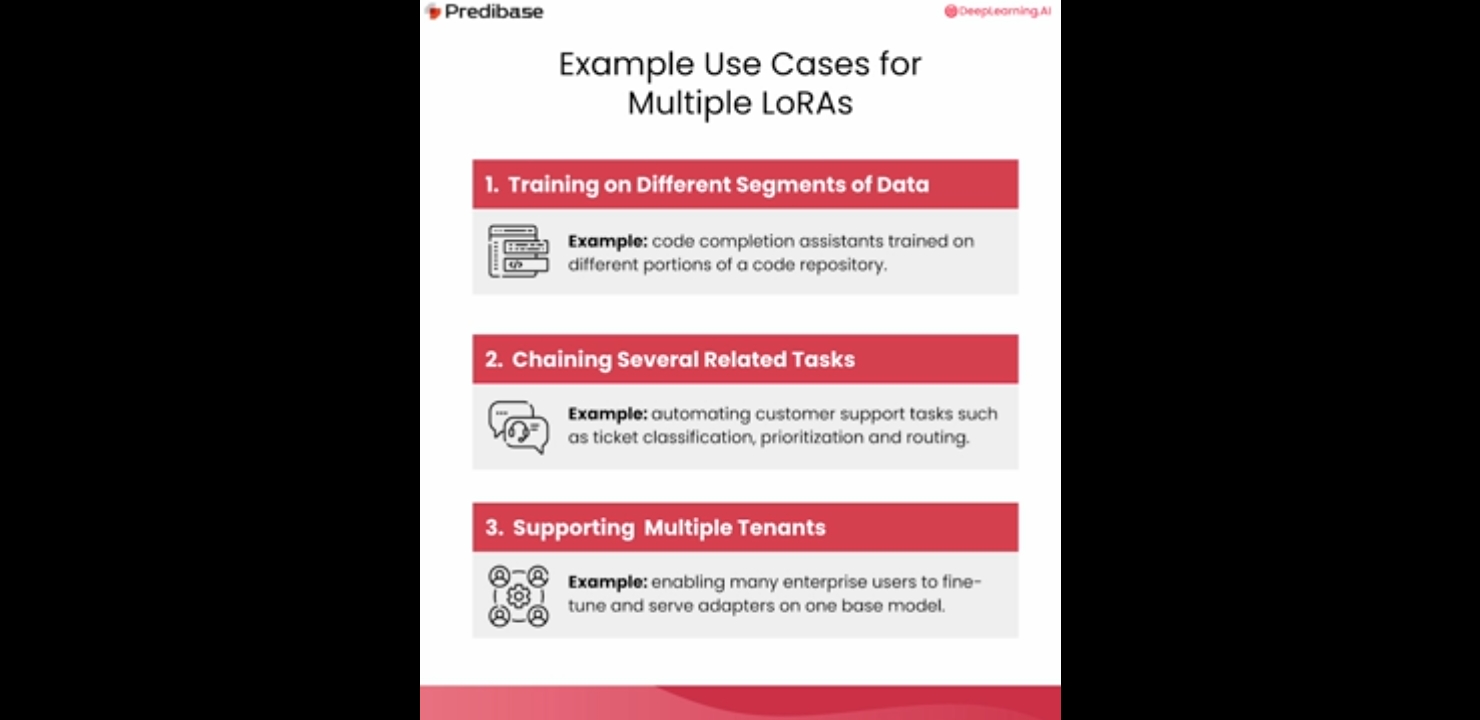 Predibase
DeepLearning.AI
Example Use Cases for
Multiple LoRAs
1. Training on Different Segments of Data
Example: code completion assistants trained on
different portions of a code repository.
2. Chaining Several Related Tasks
Example: automating customer support tasks such
as ticket classification, prioritization and routing.
3. Supporting Multiple Tenants
Example: enabling many enterprise users to fine-
tune and serve adapters on one base model.